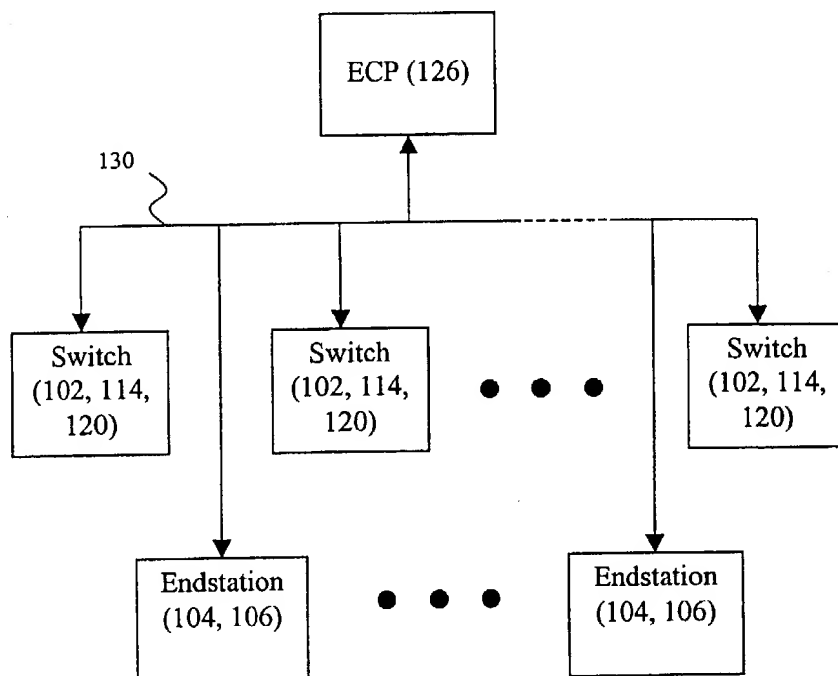 ECP (126)
130
Switch
(102, 114,
120)
Switch
(102, 114,
120)
Switch
(102, 114,
120)
Endstation
(104, 106)
Endstation
(104, 106)